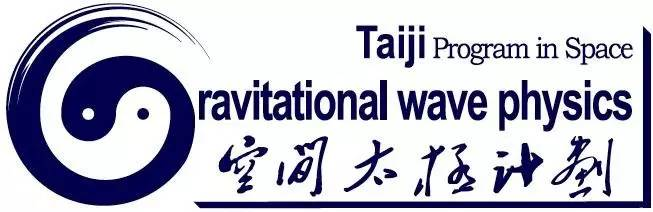 Taiji Program in Space
Gravitational wave physics
空间太极计划